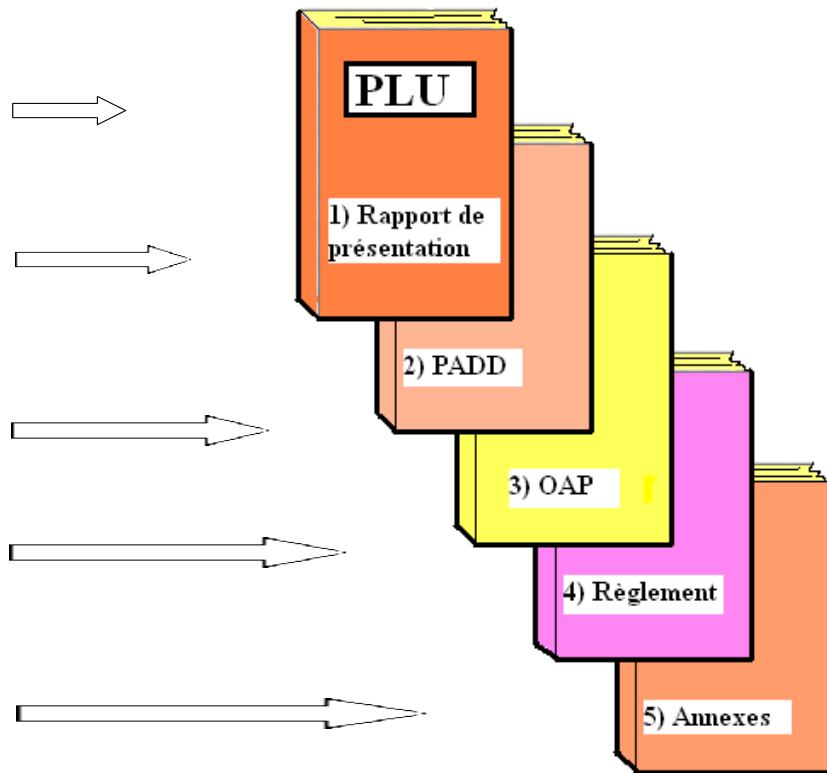 PLU
1) Rapport de
présentation
2) PADD
3) OAP
4) Règlement
5) Annexes